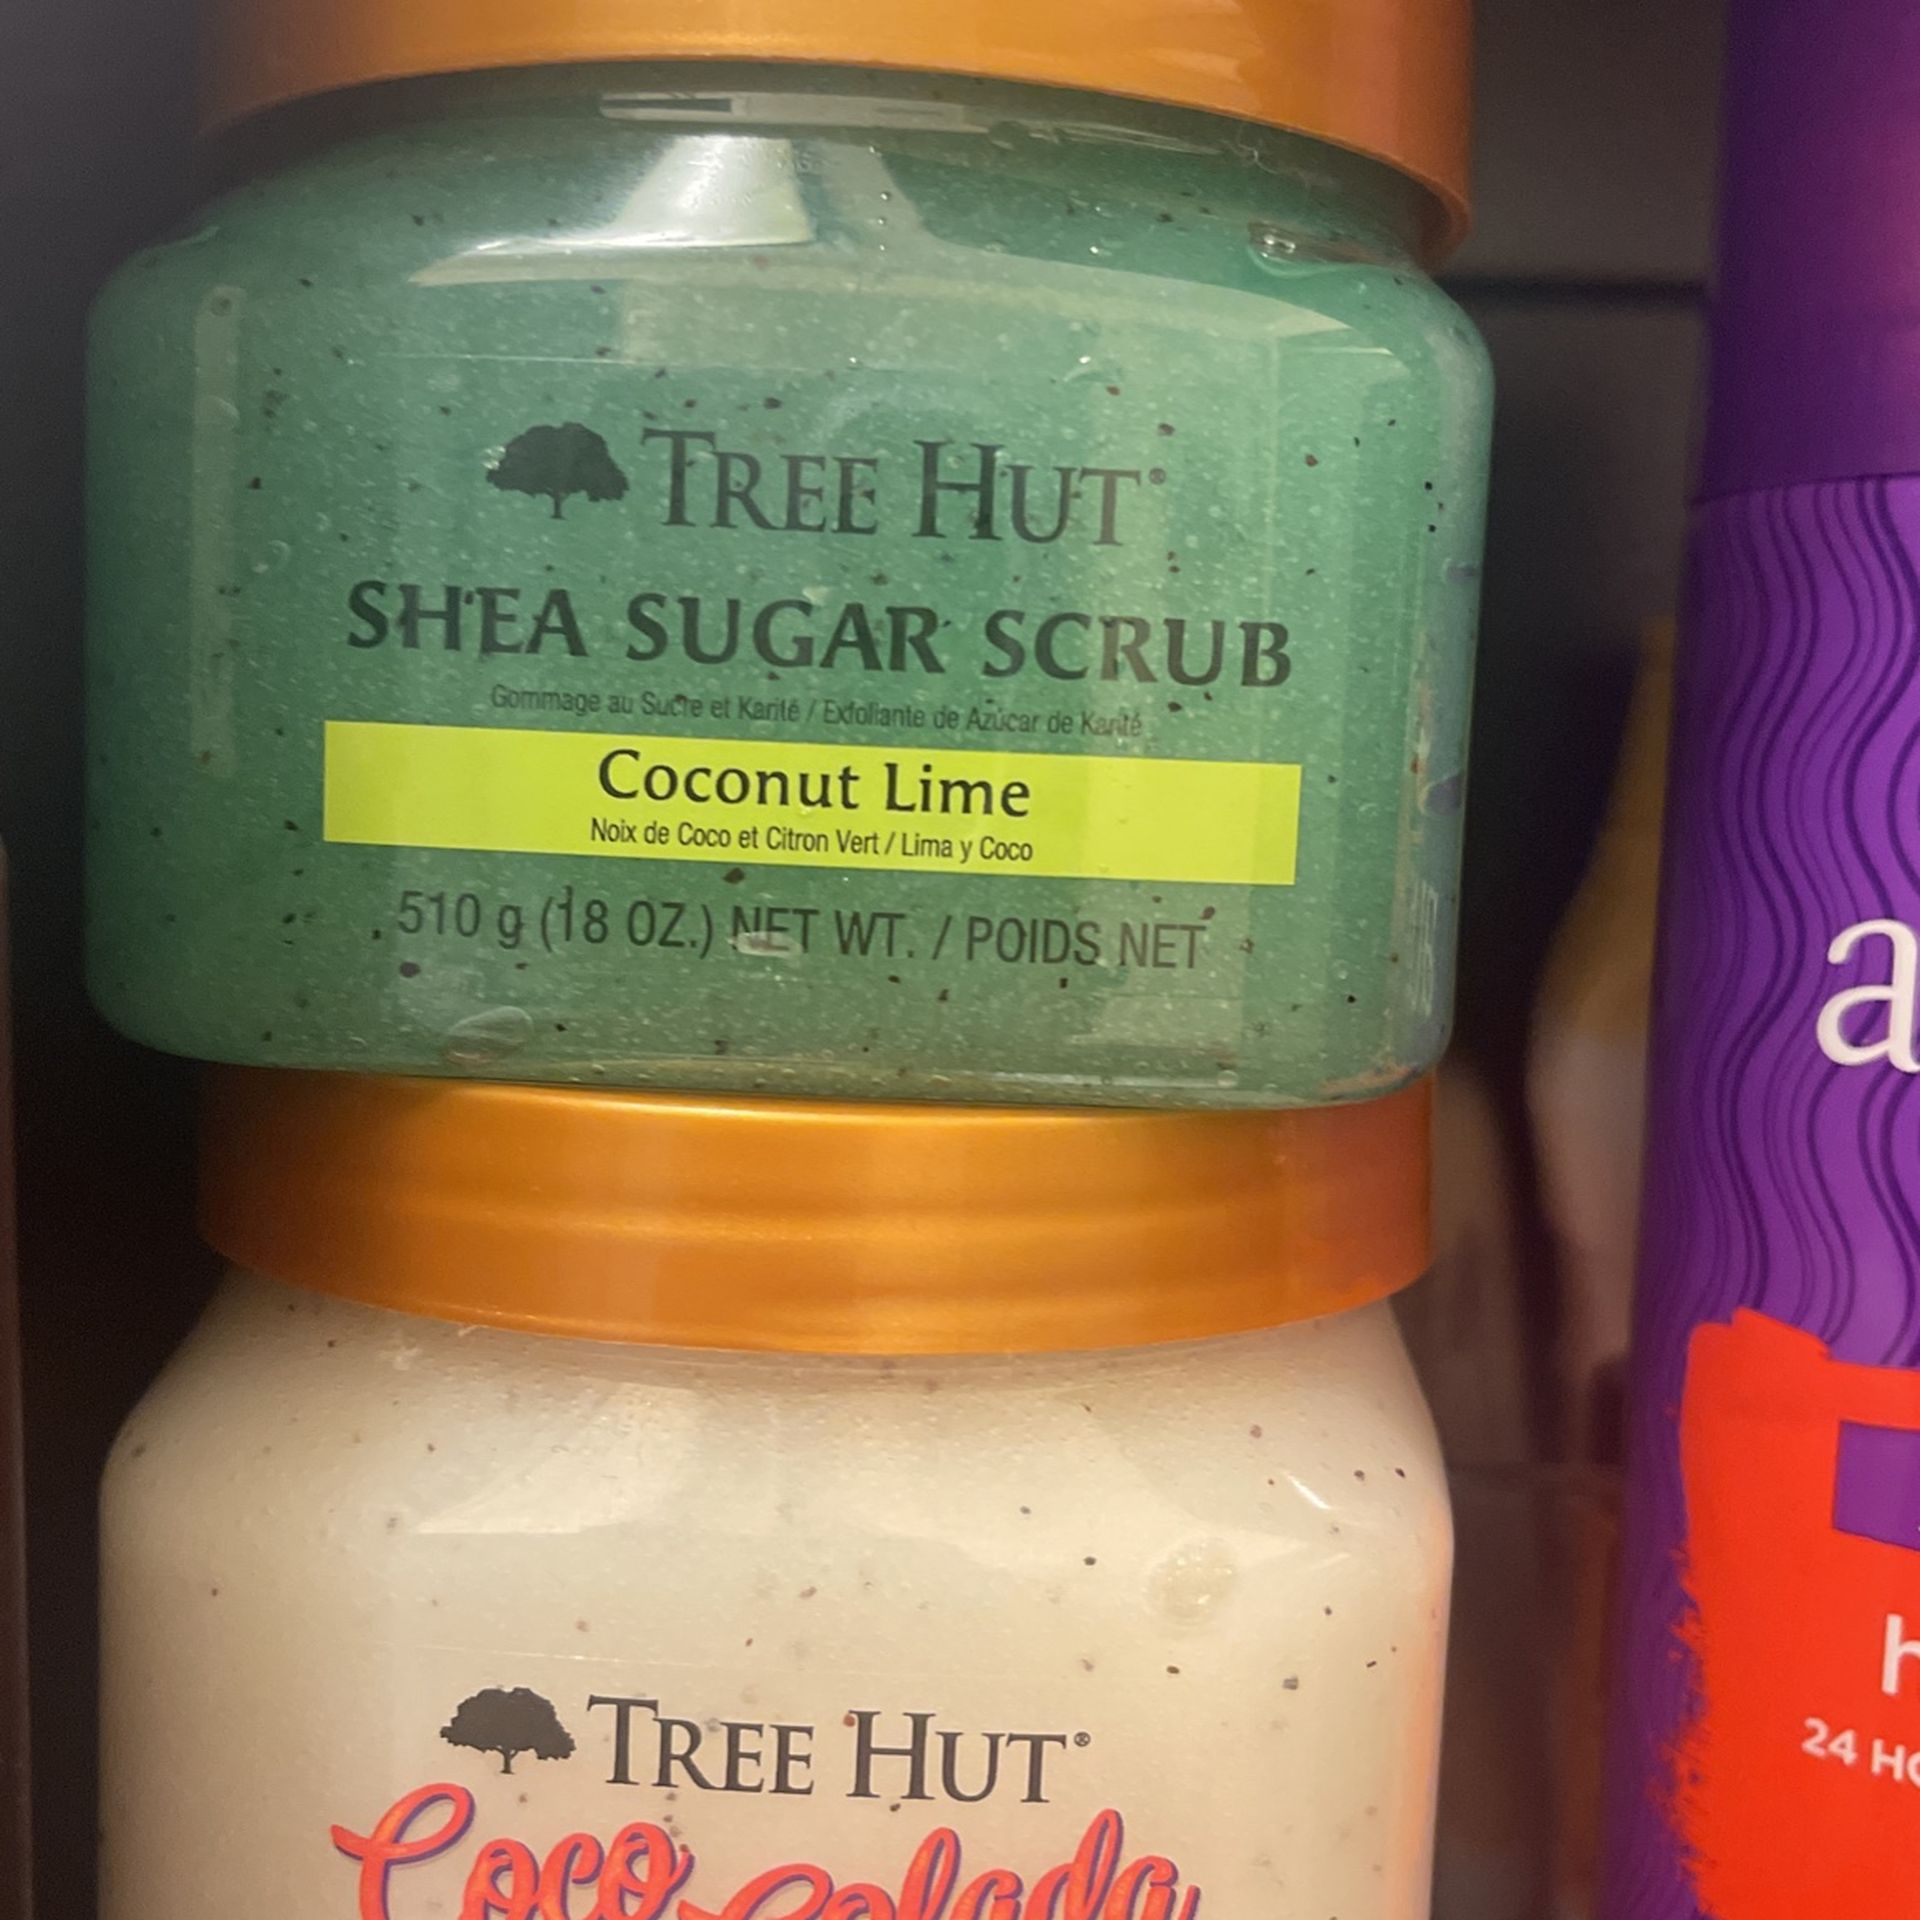 TREE HUT®
SHEA SUGAR SCRUB
Gommage au Sucre et Karité / Exfoliante de Azúcar de Karité
Coconut Lime
Noix de Coco et Citron Vert / Lima y Coco
510 g (18 OZ.) NET WT. / POIDS NET
TREE HUT®
Coco Colada
a
h
24 HO